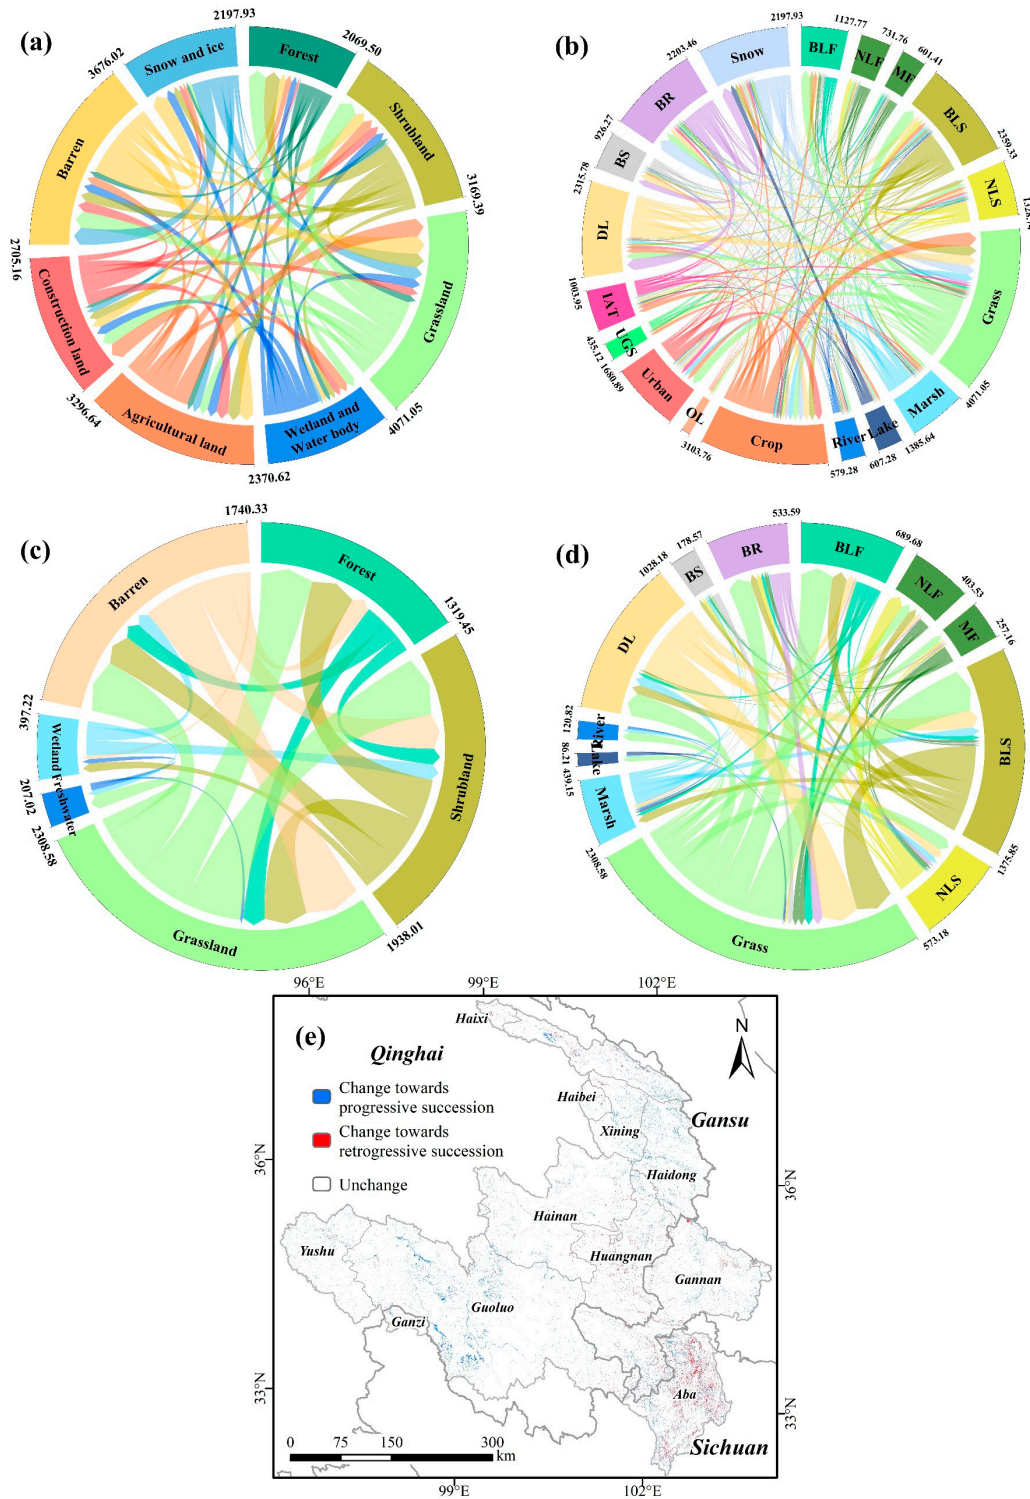 (a)
2197.93
Snow and ice
Forest
2069.50
Shrubland
3169.39
Grassland
4071.05
Wetland and
Water body
2370.62
Agricultural land
3296.64
Construction land
2705.16
Barren
3676.02
(b)
2197.93
Snow
BLF
1127.77
NLF
731.76
MF
601.41
BLS
2359.33
NLS
Grass
4071.05
Marsh
1385.64
Lake
607.28
River
579.28
Crop
3103.76
OL
Urban
1680.89
UGS
435.12
IAT
1003.95
DL
2315.78
BS
926.27
BR
2203.46
(c)
1740.33
Barren
Forest
1319.45
Shrubland
1938.01
Grassland
2308.58
Freshwater
207.02
Wetland
397.22
(d)
533.59
BR
BLF
689.68
NLF
403.53
MF
257.16
BLS
1375.85
NLS
573.18
Grass
2308.58
Marsh
439.15
Lake
86.21
River
120.82
DL
1028.18
BS
178.57
96°E
99°E
102°E
(e)
Haixi
N
Qinghai
Change towards
progressive succession
Change towards
retrogressive succession
Unchange
Haibei
Xining
Gansu
Haidong
36°N
36°N
Hainan
Yushu
Huangnan
Gannan
Guoluo
Ganzi
33°N
33°N
Aba
Sichuan
0 75 150 300
km
99°E
102°E